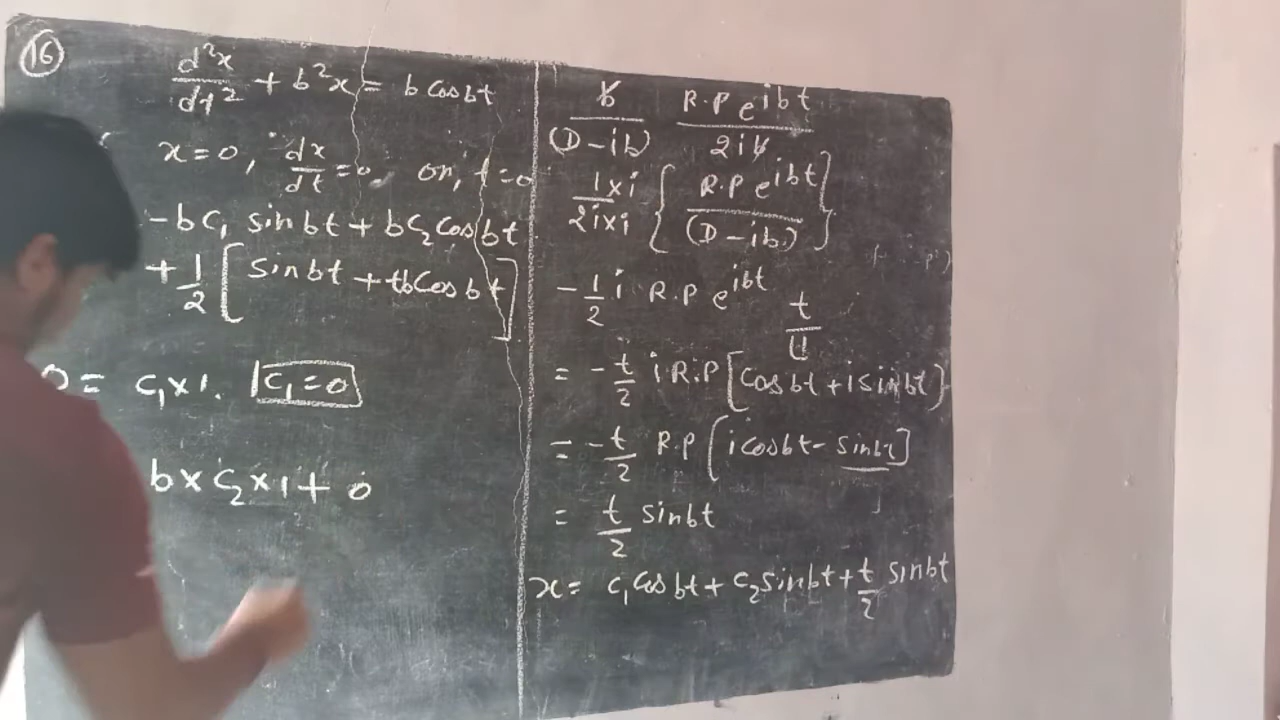 16
d²x/dt² + b²x = b cos bt
x=0, dx/dt=0, on, t=0
-bc₁ sin bt + bc₂ cos bt
+ 1/2 [ sin bt + tb cos bt ]
0 = c₁×1. c₁=0
b×c₂×1 + 0
b/(D-ib) R.P e^ibt/2ib
1×i/2i×i { R.P e^ibt/(D-ib) }
-1/2 i R.P e^ibt t/
= -t/2 i R.P [cos bt + i sin bt}
= -t/2 R.P [i cos bt - sin bt]
= t/2 sin bt
x = c₁ cos bt + c₂ sin bt + t/2 sin bt